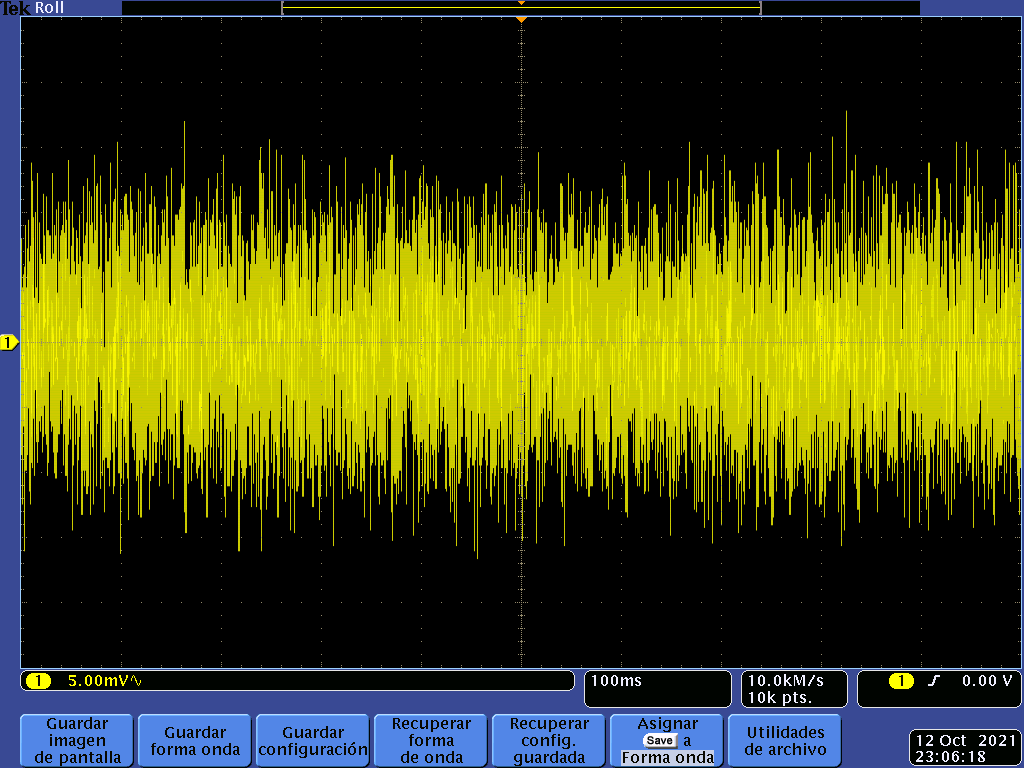 Tek Roll
1
1 5.00mV∿
100ms
10.0kM/s
10k pts.
1 ƒ 0.00 V
Guardar
imagen
de pantalla
Guardar
forma onda
Guardar
configuración
Recuperar
forma
de onda
Recuperar
config.
guardada
Asignar
Save a
Forma onda
Utilidades
de archivo
12 Oct 2021
23:06:18